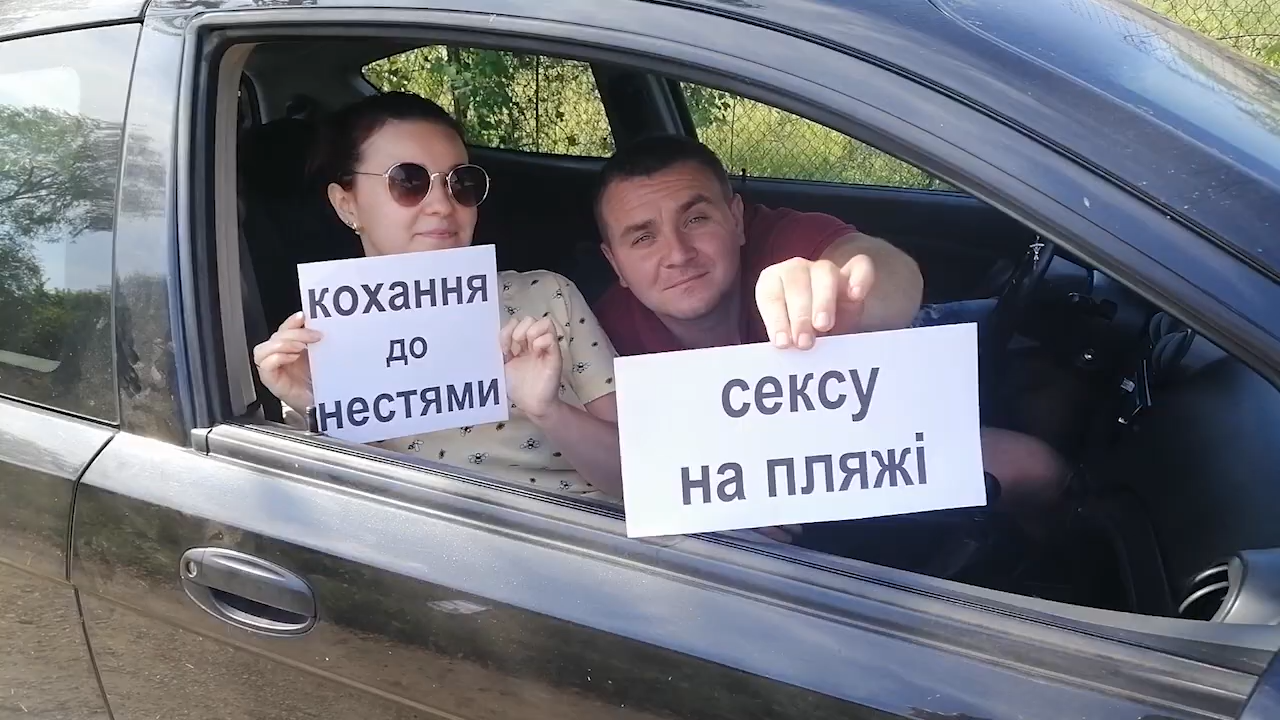 кохання
до
нестями
сексу
на пляжі